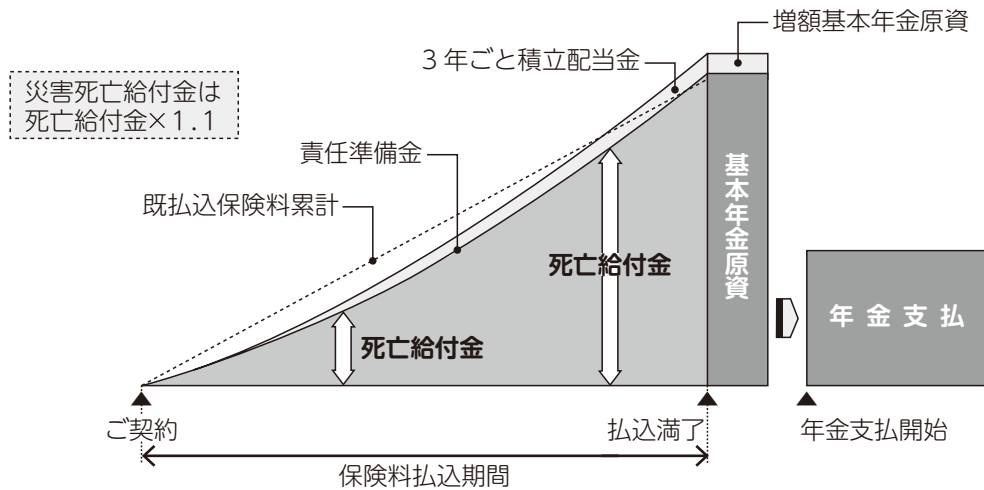 増額基本年金原資
３年ごと積立配当金
災害死亡給付金は
死亡給付金×１.１
責任準備金
既払込保険料累計
基本年金原資
死亡給付金
死亡給付金
年金支払
ご契約
払込満了
年金支払開始
保険料払込期間